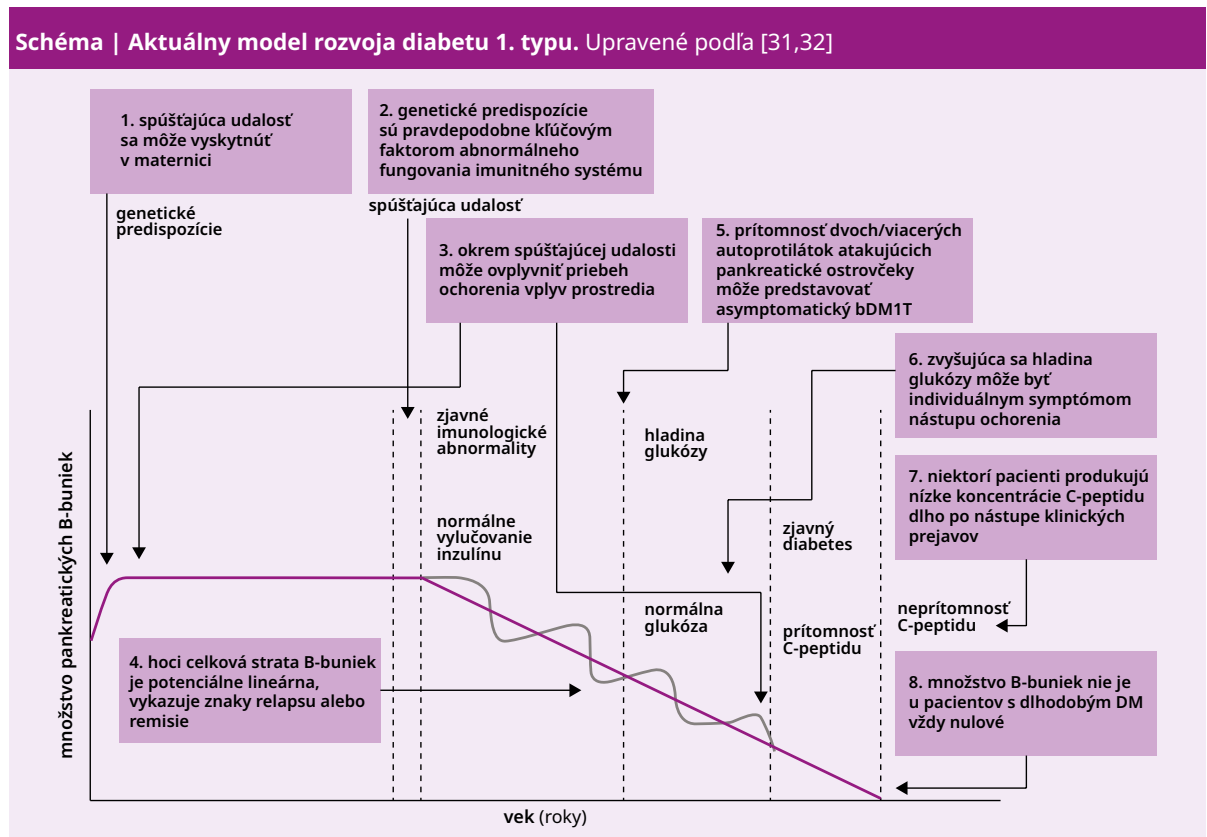 Schéma | Aktuálny model rozvoja diabetu 1. typu. Upravené podľa [31,32]
1. spúšťajúca udalosť
sa môže vyskytnúť
v maternici
2. genetické predispozície
sú pravdepodobne kľúčovým
faktorom abnormálneho
fungovania imunitného systému
genetické
predispozície
spúšťajúca udalosť
3. okrem spúšťajúcej udalosti
môže ovplyvniť priebeh
ochorenia vplyv prostredia
5. prítomnosť dvoch/viacerých
autoprotilátok atakujúcich
pankreatické ostrovčeky
môže predstavovať
asymptomatický bDM1T
6. zvyšujúca sa hladina
glukózy môže byť
individuálnym symptómom
nástupu ochorenia
zjavné
imunologické
abnormality
hladina
glukózy
7. niektorí pacienti produkujú
nízke koncentrácie C-peptidu
dlho po nástupe klinických
prejavov
normálne
vylučovanie
inzulínu
zjavný
diabetes
normálna
glukóza
prítomnosť
C-peptidu
neprítomnosť
C-peptidu
4. hoci celková strata B-buniek
je potenciálne lineárna,
vykazuje znaky relapsu alebo
remisie
8. množstvo B-buniek nie je
u pacientov s dlhodobým DM
vždy nulové
množstvo pankreatických B-buniek
vek (roky)